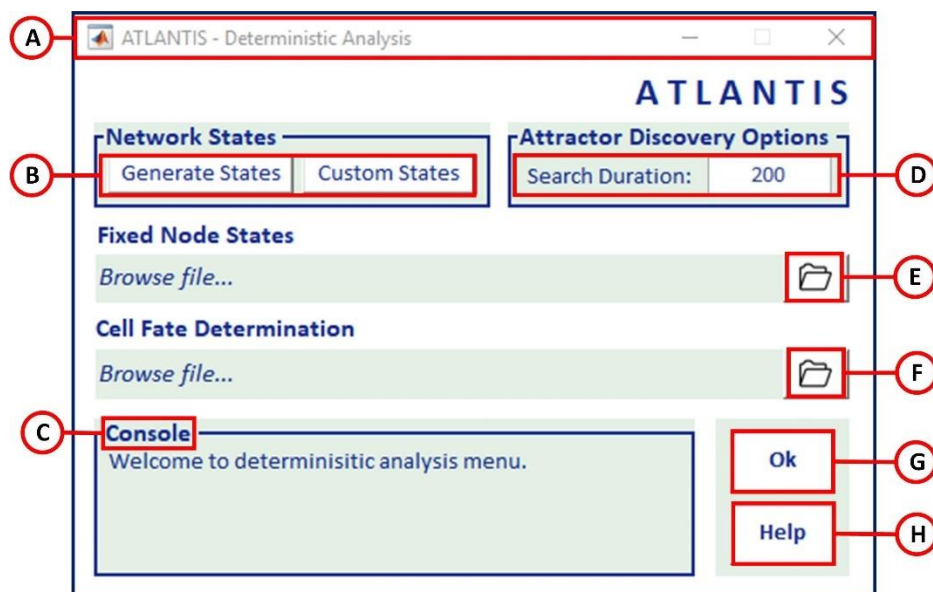 A
ATLANTIS - Deterministic Analysis
ATLANTIS
Network States
Attractor Discovery Options
B
Generate States
Custom States
Search Duration:
200
D
Fixed Node States
Browse file...
E
Cell Fate Determination
Browse file...
F
C
Console
Welcome to determinisitic analysis menu.
Ok
G
Help
H